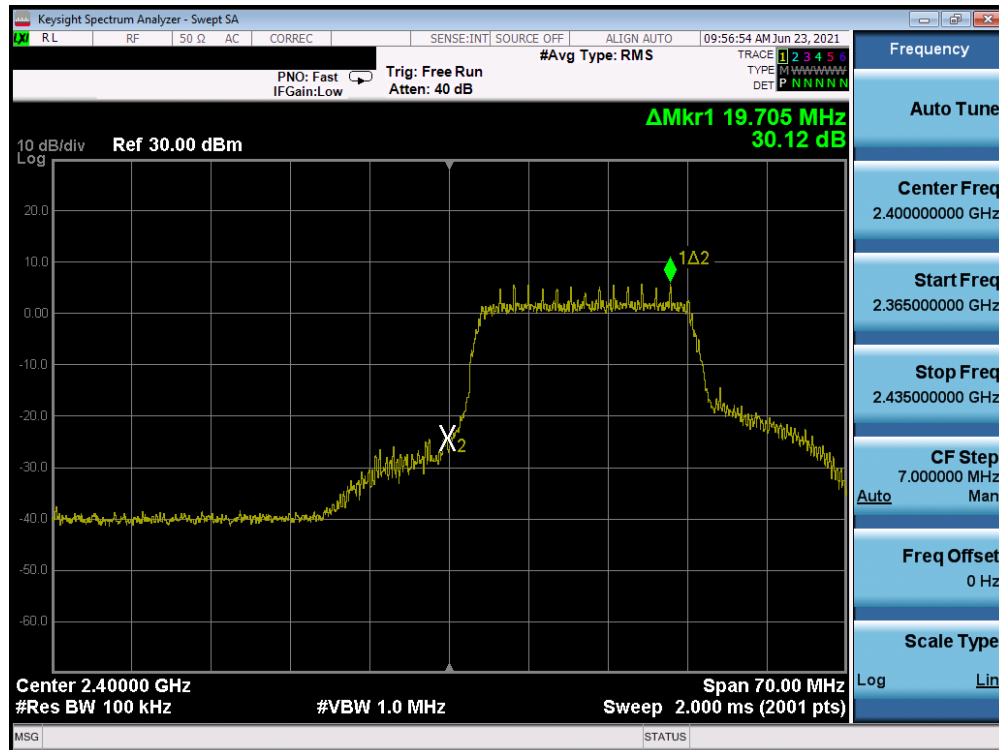 Keysight Spectrum Analyzer - Swept SA
LXI RL RF 50 Ω AC CORREC SENSE:INT SOURCE OFF ALIGN AUTO 09:56:54 AM Jun 23, 2021
#Avg Type: RMS TRACE 1 2 3 4 5 6
PNO: Fast Trig: Free Run TYPE M WWWWW
IFGain:Low Atten: 40 dB DET P N N N N N
ΔMkr1 19.705 MHz
30.12 dB
10 dB/div Ref 30.00 dBm
Log
20.0
10.0
0.00
-10.0
-20.0
-30.0
-40.0
-50.0
-60.0
1Δ2
X2
Center 2.40000 GHz Span 70.00 MHz
#Res BW 100 kHz #VBW 1.0 MHz Sweep 2.000 ms (2001 pts)
MSG STATUS
Frequency
Auto Tune
Center Freq
2.400000000 GHz
Start Freq
2.365000000 GHz
Stop Freq
2.435000000 GHz
CF Step
7.000000 MHz
Auto Man
Freq Offset
0 Hz
Scale Type
Log Lin